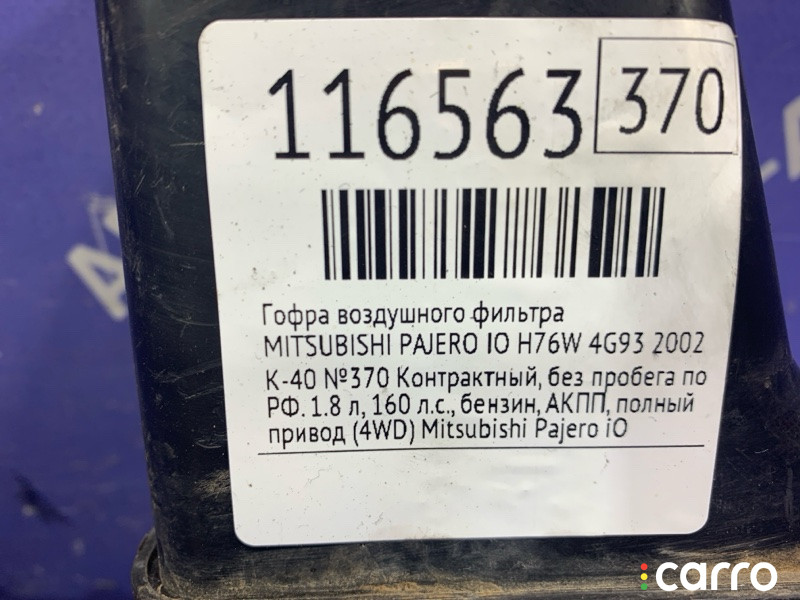 116563 370
Гофра воздушного фильтра
MITSUBISHI PAJERO IO H76W 4G93 2002
К-40 №370 Контрактный, без пробега по
РФ. 1.8 л, 160 л.с., бензин, АКПП, полный
привод (4WD) Mitsubishi Pajero iO
carro